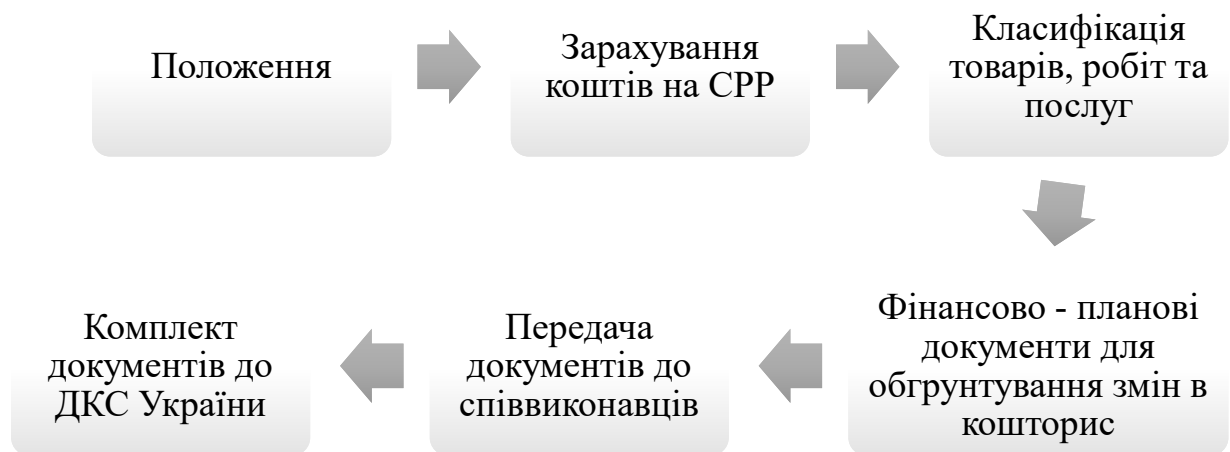 Положення
Зарахування
коштів на СРР
Класифікація
товарів, робіт та
послуг
Фінансово - планові
документи для
обгрунтування змін в
кошторис
Передача
документів до
співвиконавців
Комплект
документів до
ДКС України